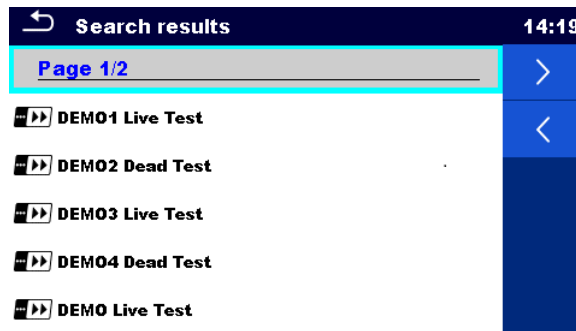 Search results
14:19
Page 1/2
DEMO1 Live Test
DEMO2 Dead Test
DEMO3 Live Test
DEMO4 Dead Test
DEMO Live Test